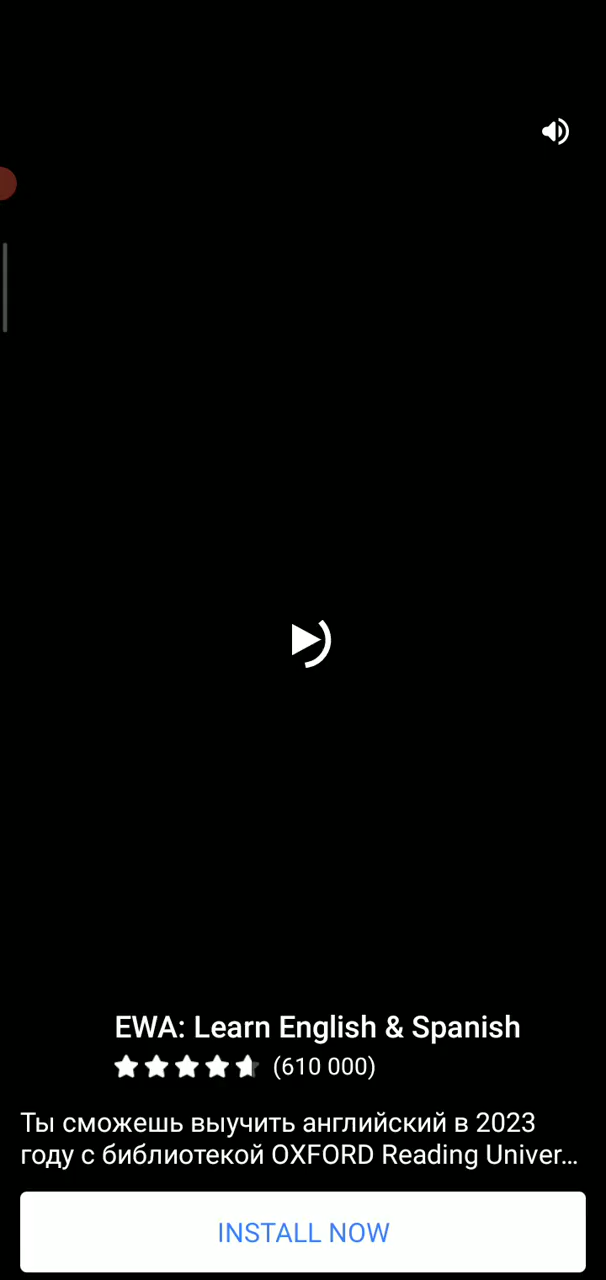 EWA: Learn English & Spanish
(610 000)
Ты сможешь выучить английский в 2023
году с библиотекой OXFORD Reading Univer...
INSTALL NOW